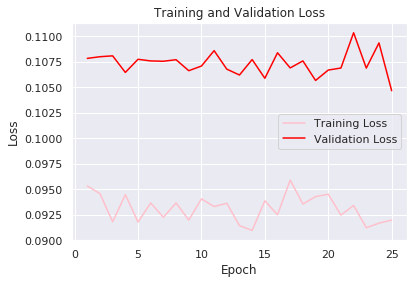 Training and Validation Loss
Loss
0.1100
0.1075
0.1050
0.1025
0.1000
0.0975
0.0950
0.0925
0.0900
Training Loss
Validation Loss
0 5 10 15 20 25
Epoch